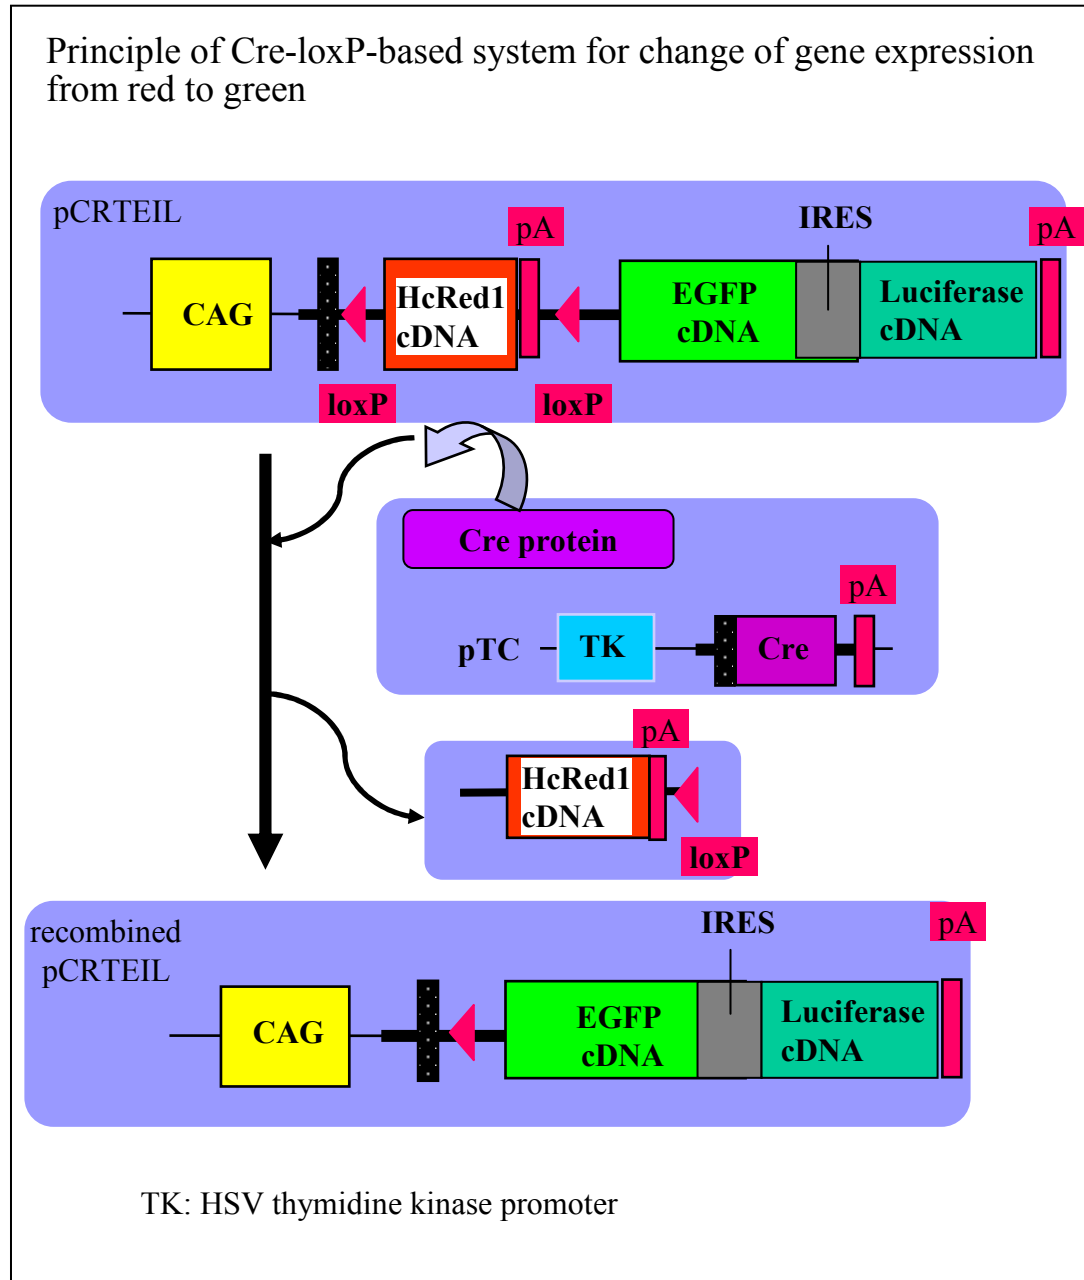 Principle of Cre-loxP-based system for change of gene expression
from red to green
pCRTEIL
IRES
pA
pA
CAG
HcRed1
cDNA
EGFP
cDNA
Luciferase
cDNA
loxP
loxP
Cre protein
pA
pTC
TK
Cre
pA
HcRed1
cDNA
loxP
recombined
pCRTEIL
IRES
pA
CAG
EGFP
cDNA
Luciferase
cDNA
TK: HSV thymidine kinase promoter